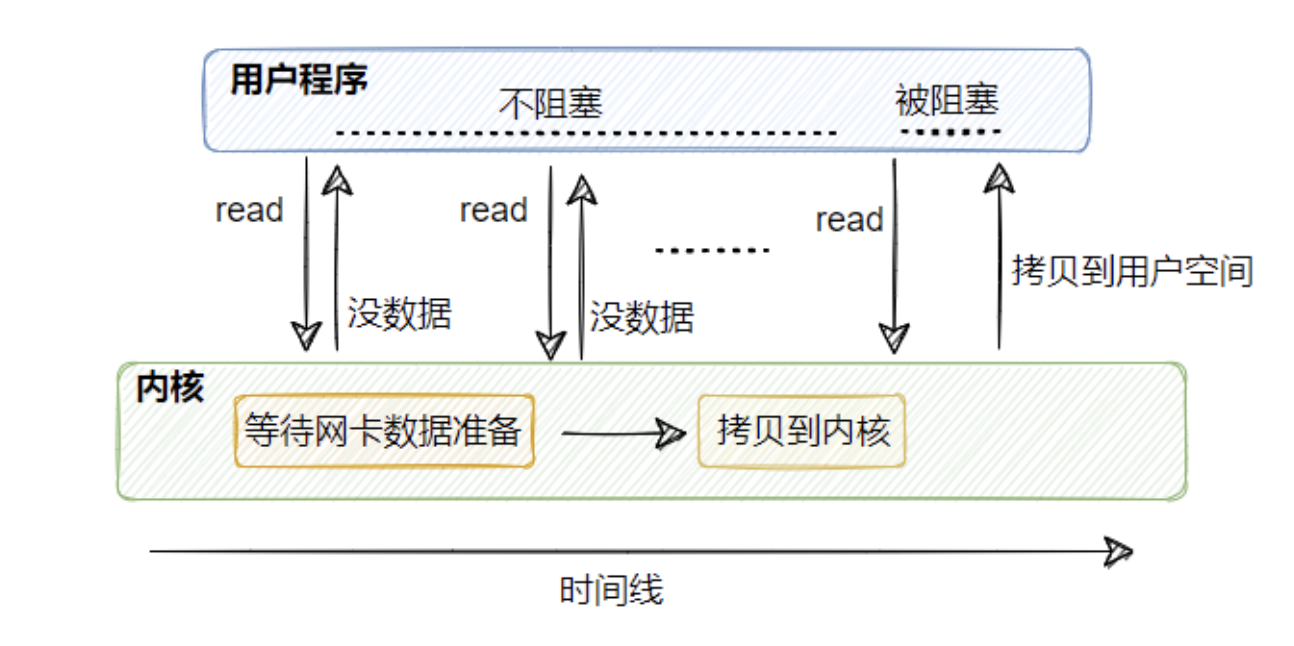 用户程序
不阻塞
被阻塞
read
read
read
没数据
没数据
拷贝到用户空间
内核
等待网卡数据准备
拷贝到内核
时间线